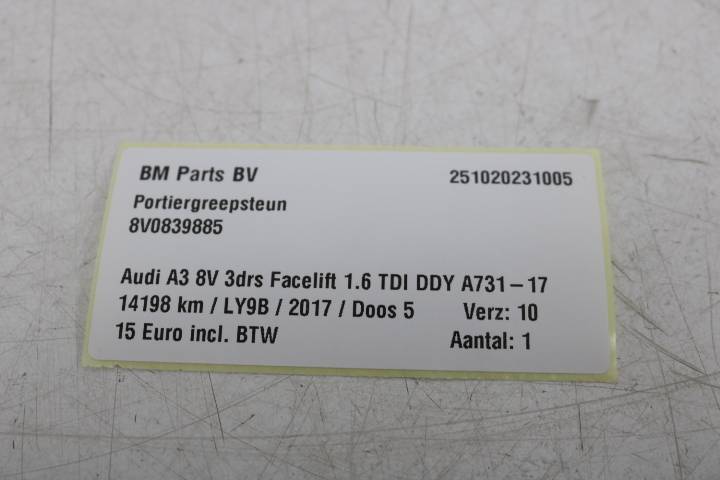 BM Parts BV 251020231005
Portiergreepsteun
8V0839885
Audi A3 8V 3drs Facelift 1.6 TDI DDY A731-17
14198 km / LY9B / 2017 / Doos 5 Verz: 10
15 Euro incl. BTW Aantal: 1